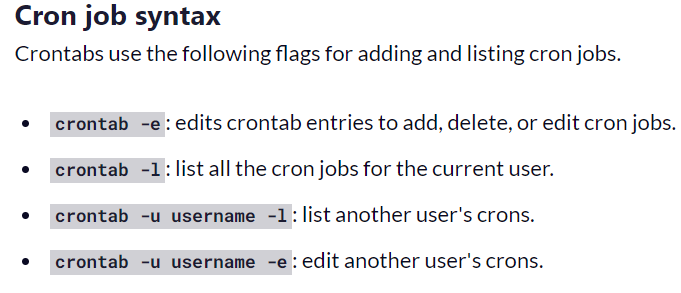 Cron job syntax
Crontabs use the following flags for adding and listing cron jobs.
• crontab -e: edits crontab entries to add, delete, or edit cron jobs.
• crontab -l: list all the cron jobs for the current user.
• crontab -u username -l: list another user's crons.
• crontab -u username -e: edit another user's crons.